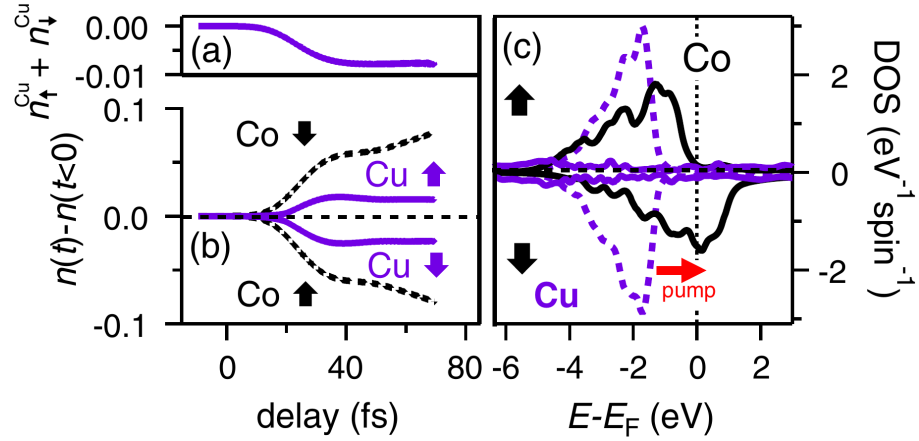 n↑^Cu + n↓^Cu
0.00
-0.01
(a)
n(t)-n(t<0)
0.1
0.0
-0.1
Co
Cu
Cu
Co
(b)
0
40
80
delay (fs)
(c)
Co
Cu
pump
2
0
-2
DOS (eV⁻¹ spin⁻¹)
-6
-4
-2
0
2
E-E_F (eV)